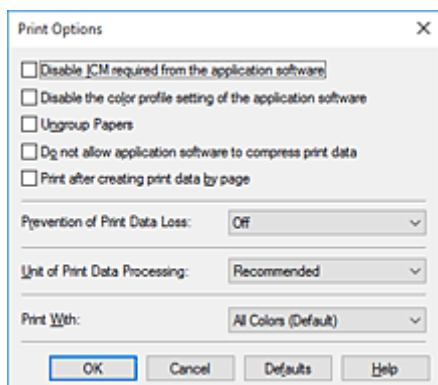 Print Options
Disable ICM required from the application software
Disable the color profile setting of the application software
Ungroup Papers
Do not allow application software to compress print data
Print after creating print data by page
Prevention of Print Data Loss: Off
Unit of Print Data Processing: Recommended
Print With: All Colors (Default)
OK Cancel Defaults Help